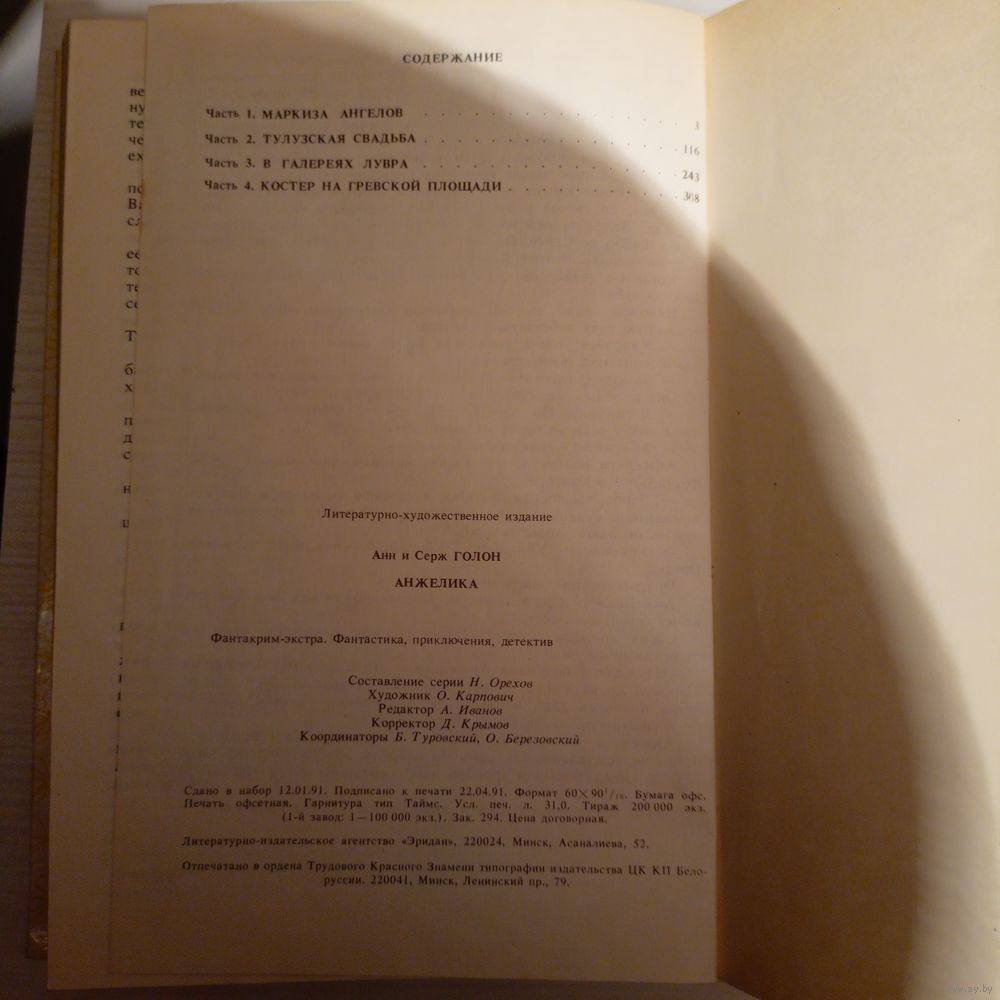 СОДЕРЖАНИЕ
Часть 1. МАРКИЗА АНГЕЛОВ . . . . . . . . . . . . 3
Часть 2. ТУЛУЗСКАЯ СВАДЬБА . . . . . . . . . . . . 116
Часть 3. В ГАЛЕРЕЯХ ЛУВРА . . . . . . . . . . . . 243
Часть 4. КОСТЕР НА ГРЕВСКОЙ ПЛОЩАДИ . . . . . . . . 368
Литературно-художественное издание
Анн и Серж ГОЛОН
АНЖЕЛИКА
Фантакрим-экстра. Фантастика, приключения, детектив
Составление серии Н. Орехов
Художник О. Карпович
Редактор А. Иванов
Корректор Д. Крымов
Координаторы Б. Туровский, О. Березовский
Сдано в набор 12.01.91. Подписано к печати 22.04.91. Формат 60×90 1/16. Бумага офс.
Печать офсетная. Гарнитура тип Таймс. Усл. печ. л. 31,0. Тираж 200 000 экз.
(1-й завод: 1—100 000 экз.). Зак. 294. Цена договорная.
Литературно-издательское агентство «Эридан», 220024, Минск, Асаналиева, 52.
Отпечатано в ордена Трудового Красного Знамени типографии издательства ЦК КП Бело-
руссии. 220041, Минск, Ленинский пр., 79.
www.ay.by